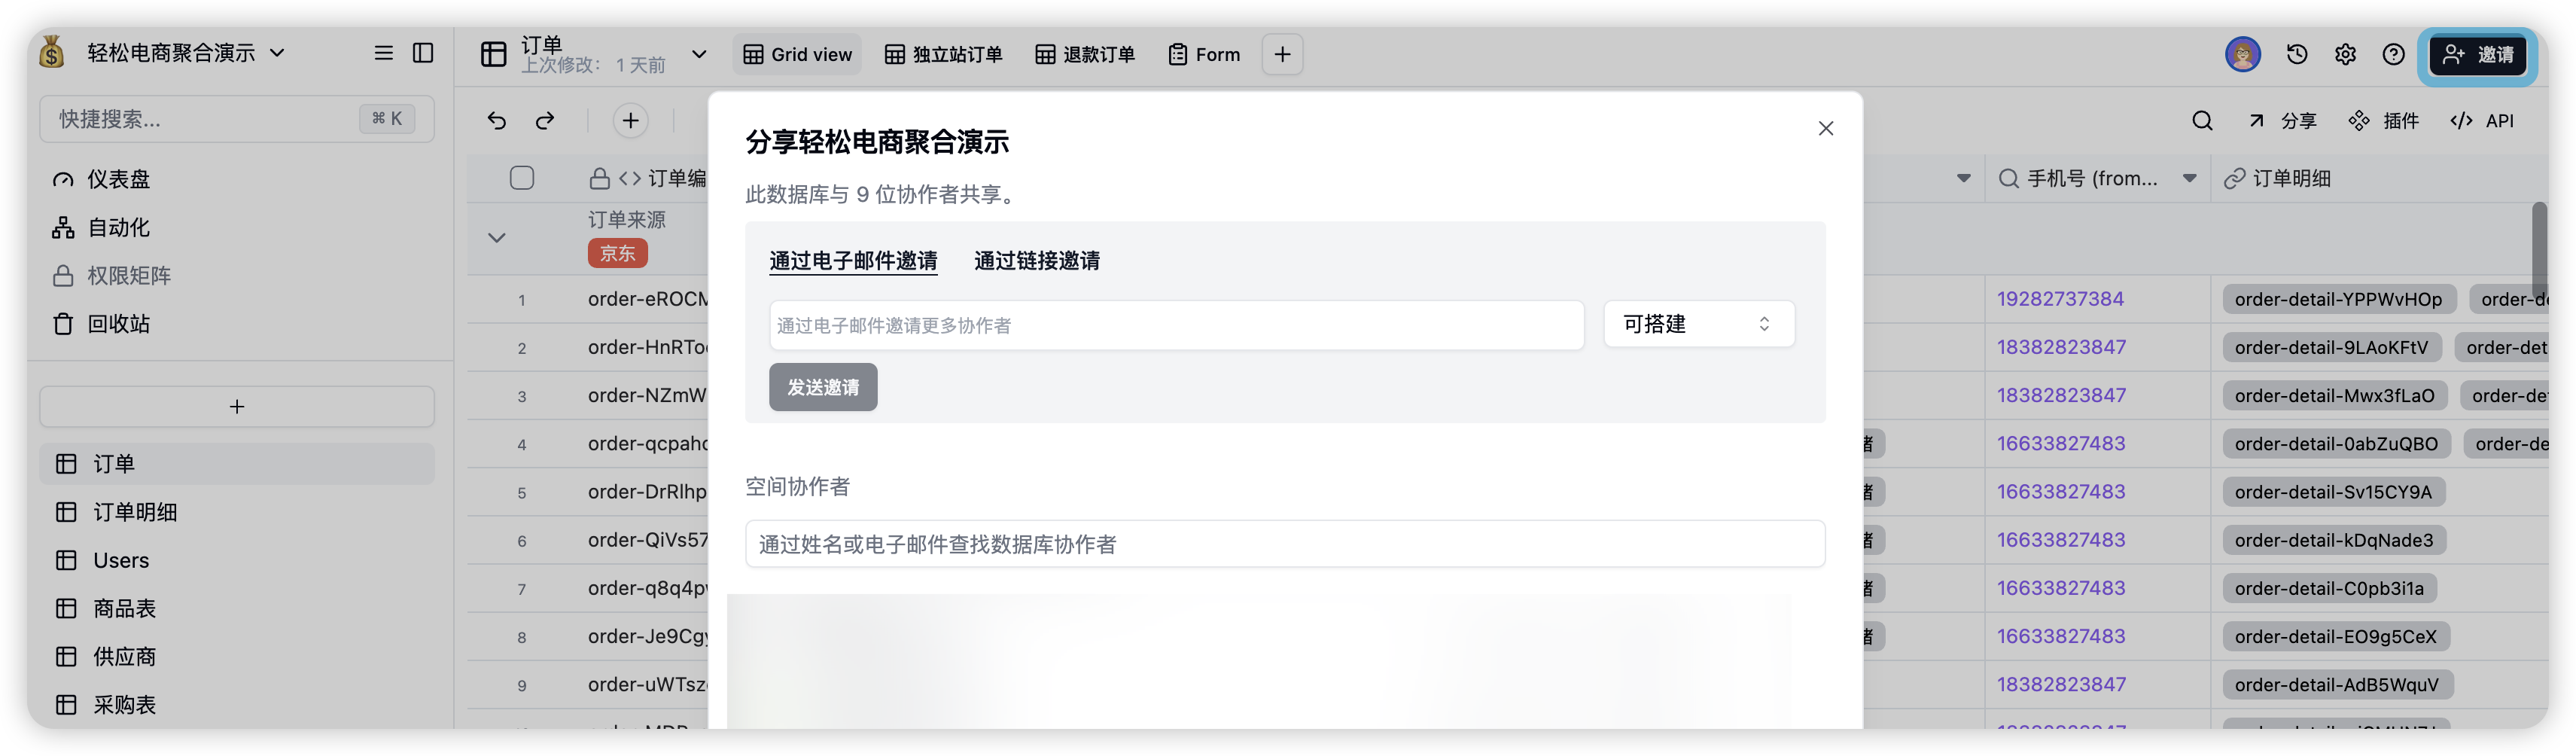 轻松电商聚合演示
快捷搜索...
⌘ K
仪表盘
自动化
权限矩阵
回收站
+
订单
订单明细
Users
商品表
供应商
采购表
订单
上次修改： 1 天前
Grid view
独立站订单
退款订单
Form
邀请
分享
插件
API
订单编
手机号 (from...
订单明细
订单来源
京东
1 order-eROCM 19282737384 order-detail-YPPWvHOp order-de
2 order-HnRToo 18382823847 order-detail-9LAoKFtV order-det
3 order-NZmW 18382823847 order-detail-Mwx3fLaO order-de
4 order-qcpahc 16633827483 order-detail-0abZuQBO order-de
5 order-DrRlhp 16633827483 order-detail-Sv15CY9A
6 order-QiVs57 16633827483 order-detail-kDqNade3
7 order-q8q4p 16633827483 order-detail-C0pb3i1a
8 order-Je9Cgy 16633827483 order-detail-EO9g5CeX
9 order-uWTsz 18382823847 order-detail-AdB5WquV
分享轻松电商聚合演示
此数据库与 9 位协作者共享。
通过电子邮件邀请
通过链接邀请
通过电子邮件邀请更多协作者
可搭建
发送邀请
空间协作者
通过姓名或电子邮件查找数据库协作者